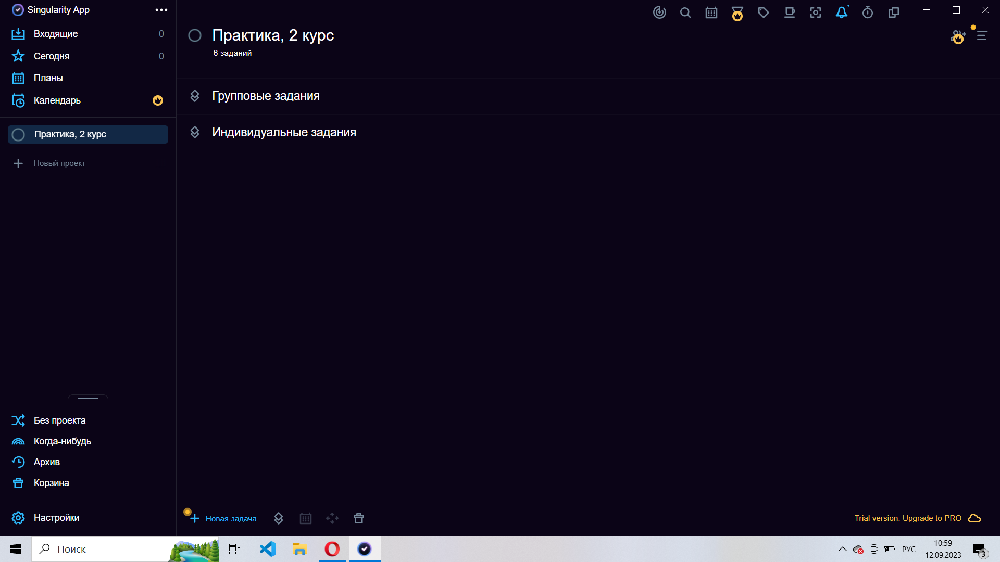 Singularity App
Входящие 0
Сегодня 0
Планы
Календарь
Практика, 2 курс
Новый проект
Без проекта
Когда-нибудь
Архив
Корзина
Настройки
Практика, 2 курс
6 заданий
Групповые задания
Индивидуальные задания
Новая задача
Trial version. Upgrade to PRO
Поиск
РУС
10:59
12.09.2023
3